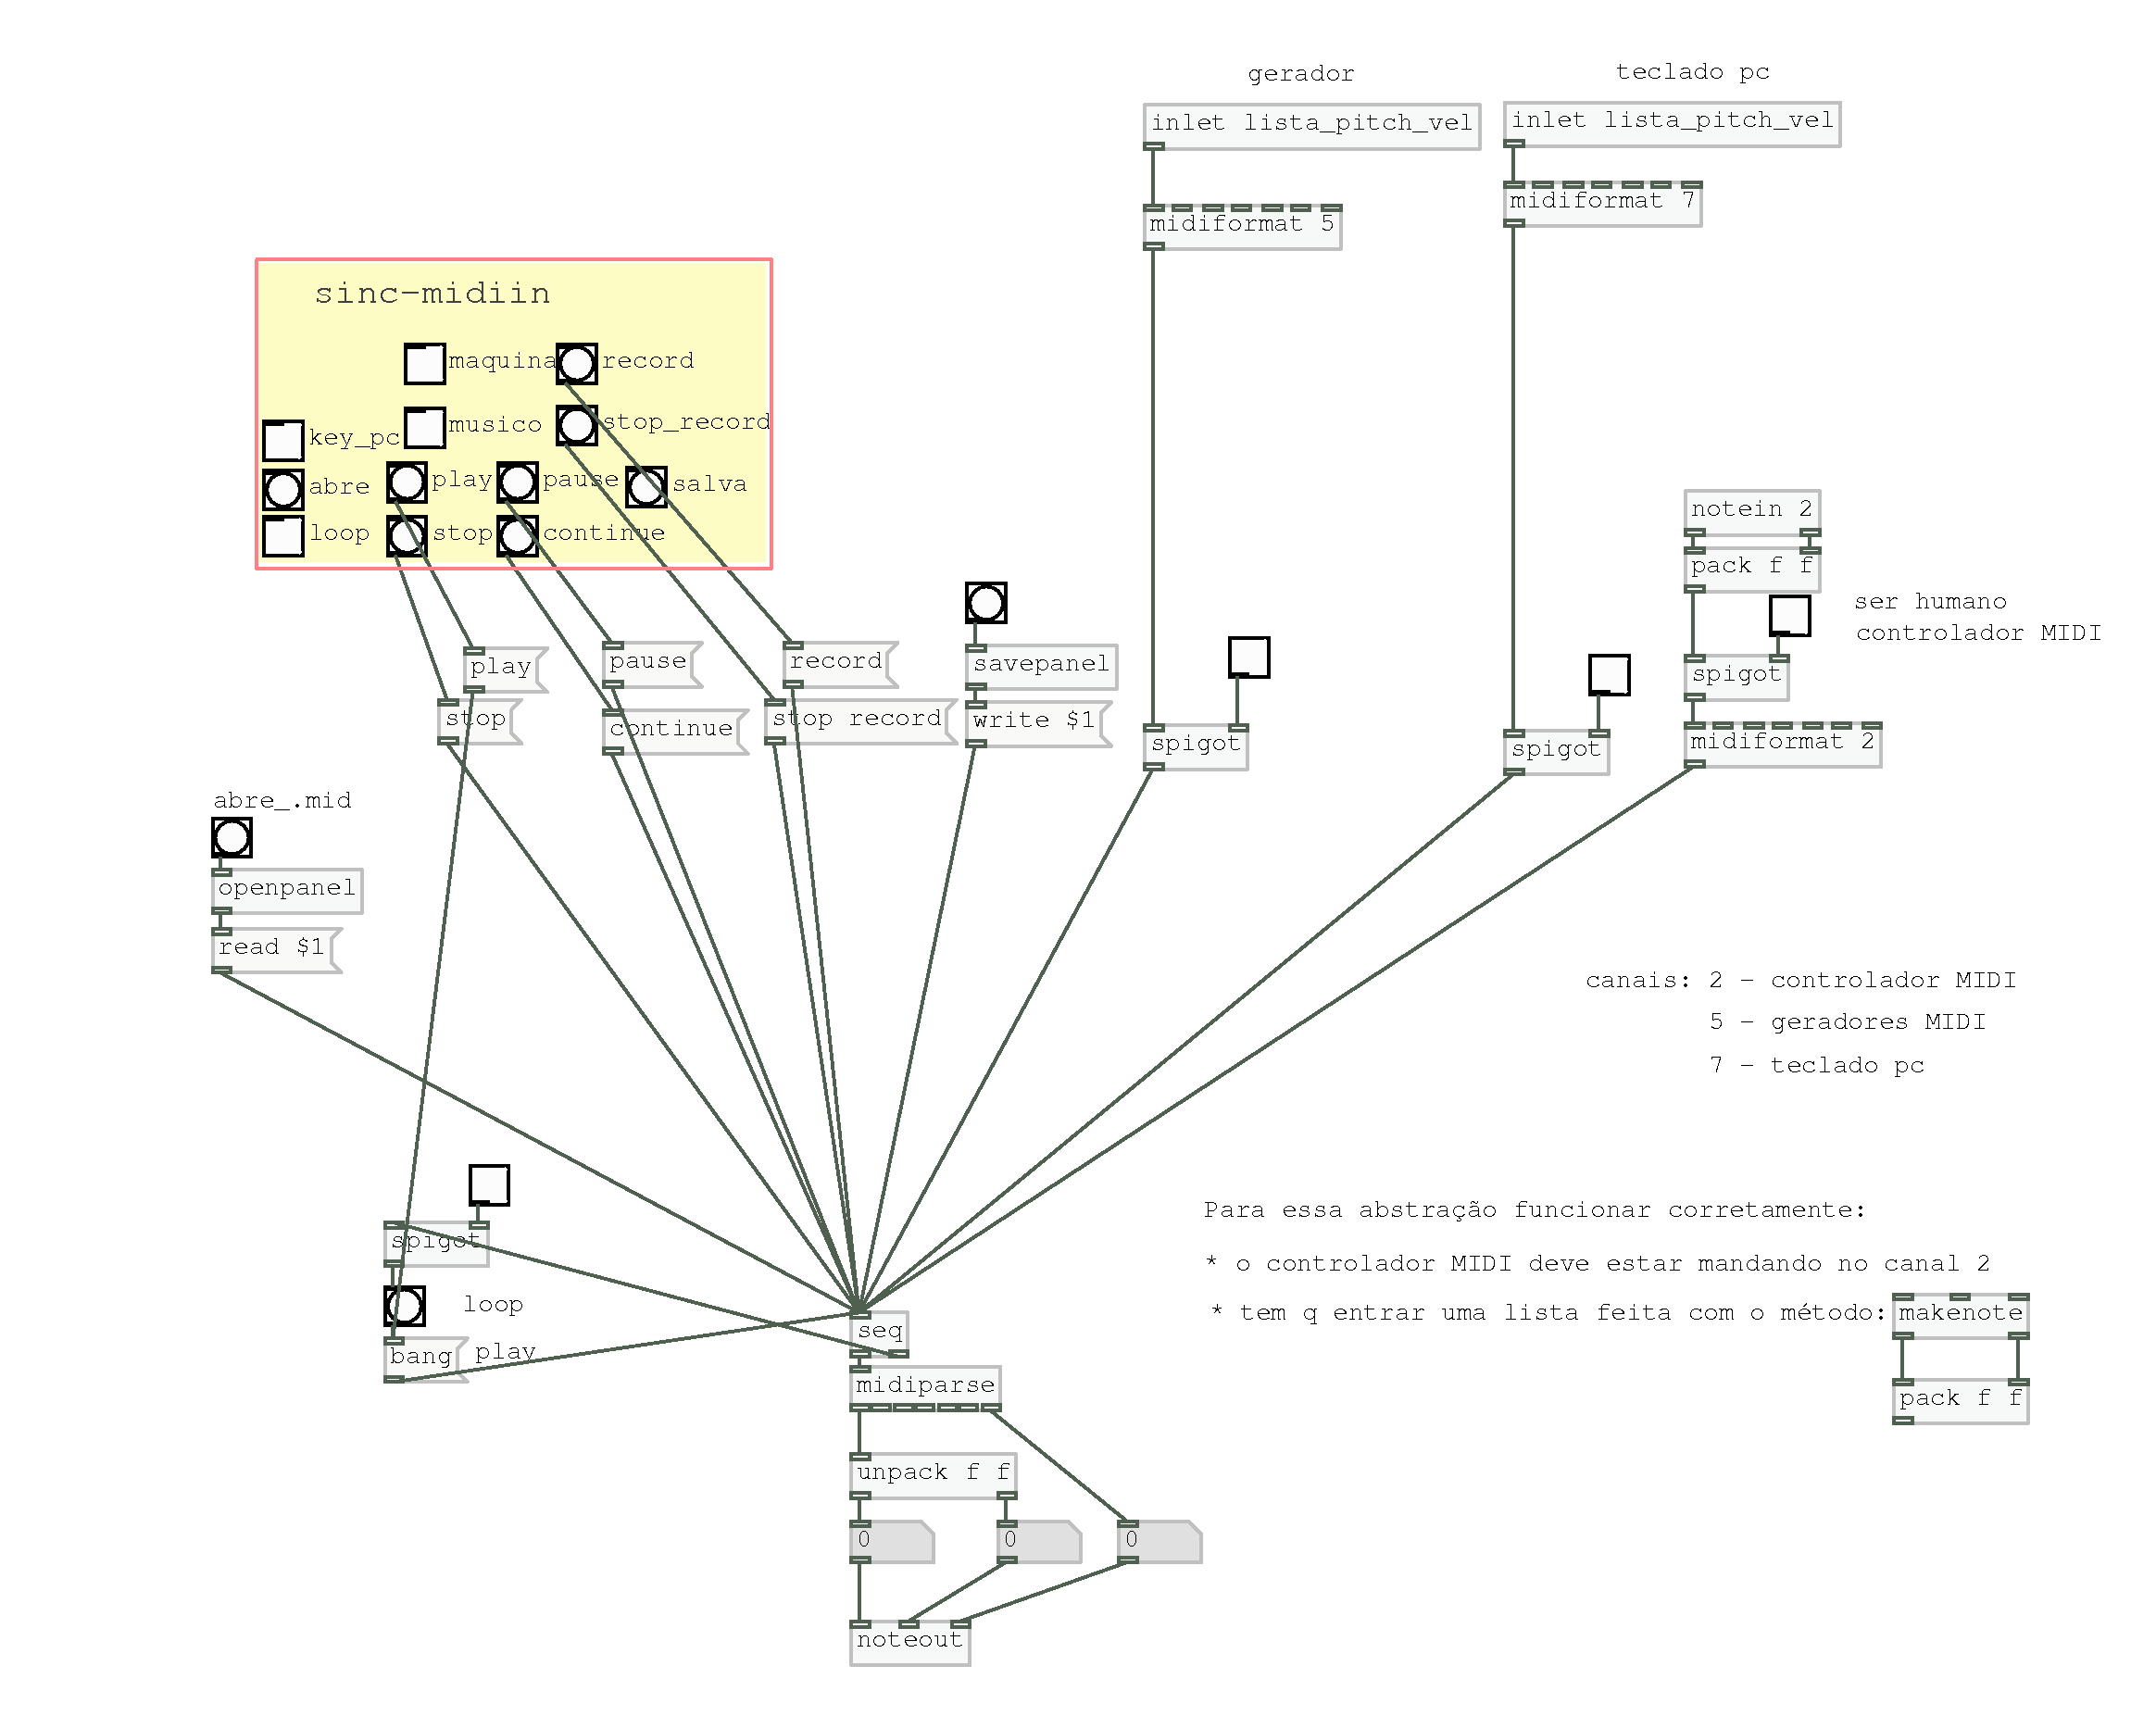 gerador
teclado pc
inlet lista_pitch_vel
inlet lista_pitch_vel
midiformat 5
midiformat 7
sinc-midiin
maquina
record
musico
stop_record
key_pc
abre
play
pause
salva
loop
stop
continue
notein 2
pack f f
ser humano
controlador MIDI
play
pause
record
savepanel
spigot
stop
continue
stop record
write $1
spigot
spigot
midiformat 2
abre_.mid
openpanel
read $1
canais: 2 - controlador MIDI
5 - geradores MIDI
7 - teclado pc
Para essa abstração funcionar corretamente:
* o controlador MIDI deve estar mandando no canal 2
* tem q entrar uma lista feita com o método:
makenote
pack f f
spigot
loop
bang
play
seq
midiparse
unpack f f
0
0
0
noteout